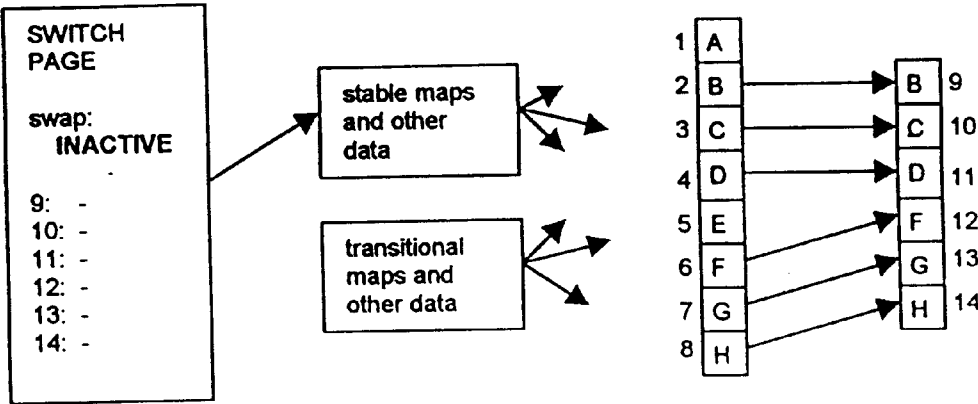 SWITCH
PAGE
swap:
INACTIVE
9: -
10: -
11: -
12: -
13: -
14: -
stable maps
and other
data
transitional
maps and
other data
1 A
2 B
3 C
4 D
5 E
6 F
7 G
8 H
B 9
C 10
D 11
F 12
G 13
H 14